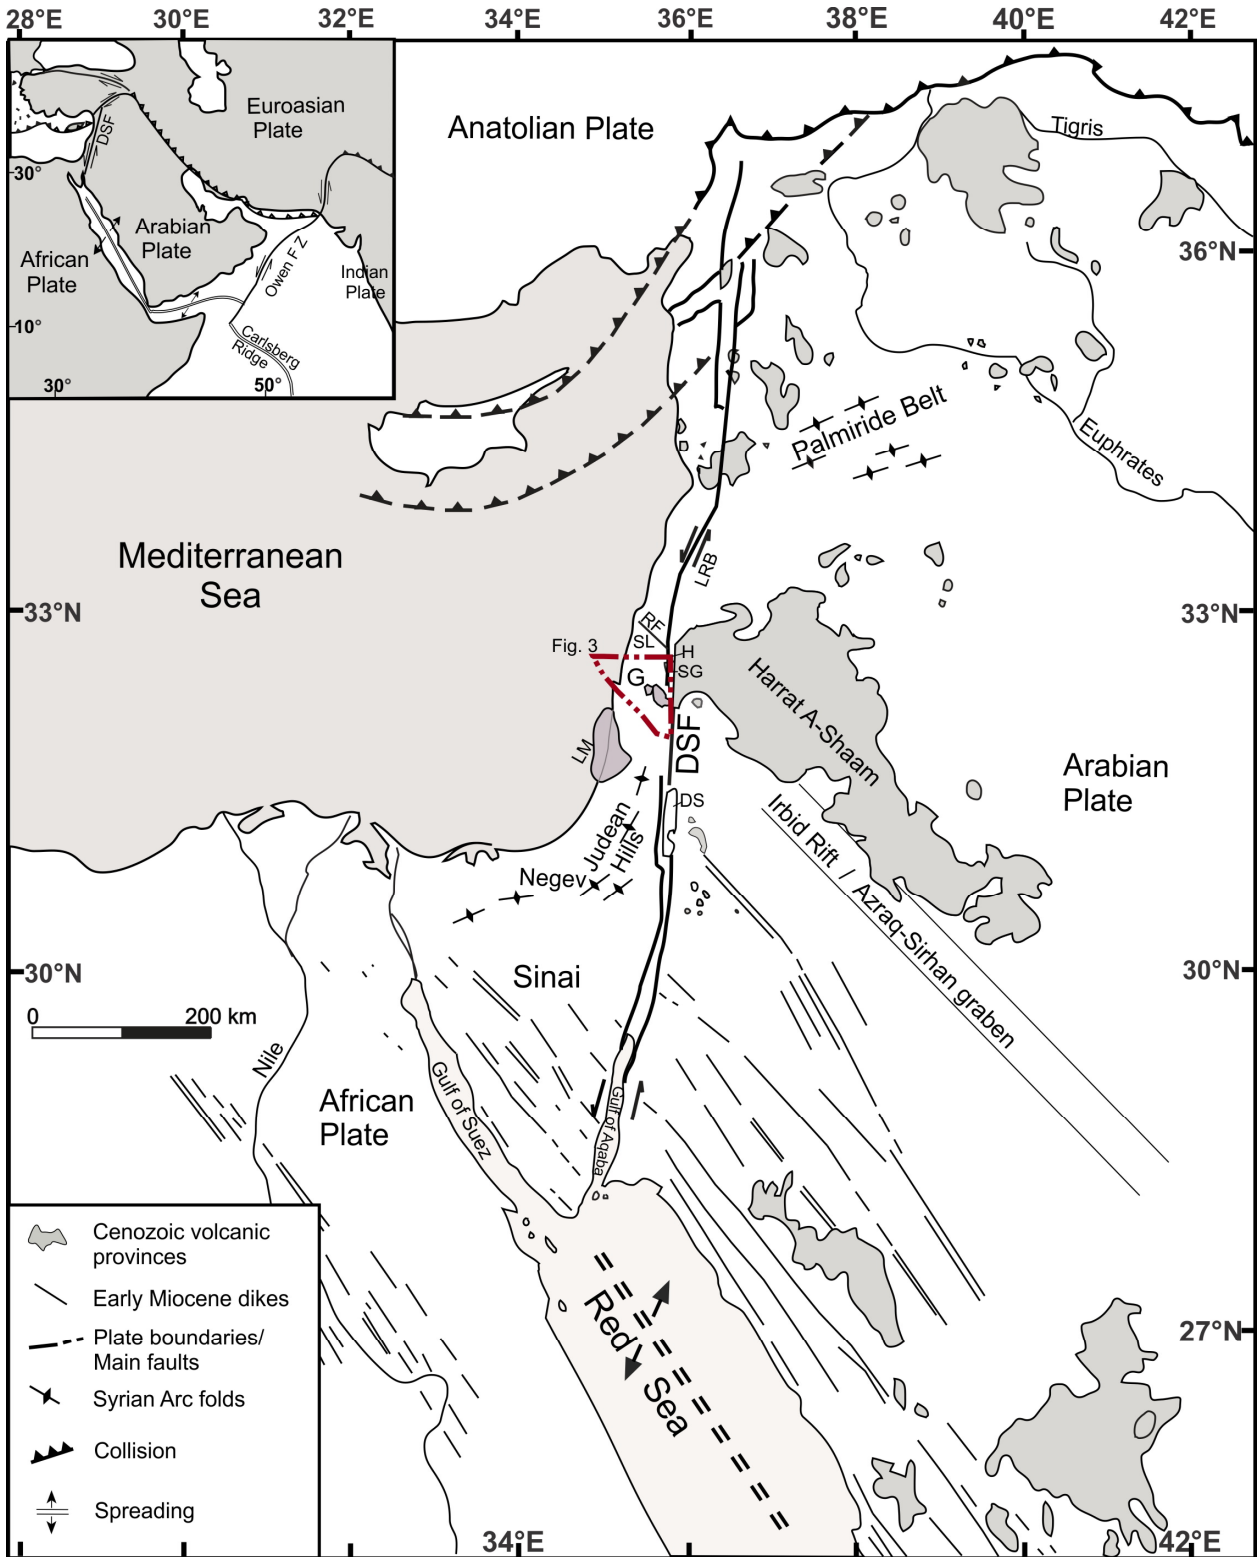 28°E 30°E 32°E 34°E 36°E 38°E 40°E 42°E
Euroasian
Plate
DSF
30°
Arabian
Plate
African
Plate
Owen F Z
Indian
Plate
10°
Carlsberg
Ridge
30°
50°
Anatolian Plate
Tigris
36°N
Palmiride Belt
Euphrates
Mediterranean
Sea
LRB
33°N
33°N
RF
SL
Fig. 3
H
SG
G
G
Harrat A-Shaam
LM
DSF
Arabian
Plate
DS
Judean
Hills
Negev
Irbid Rift / Azraq-Sirhan graben
Sinai
30°N
30°N
0 200 km
Nile
Gulf of Suez
Gulf of Aqaba
African
Plate
Red
Sea
27°N
Cenozoic volcanic
provinces
Early Miocene dikes
Plate boundaries/
Main faults
Syrian Arc folds
Collision
Spreading
34°E
42°E